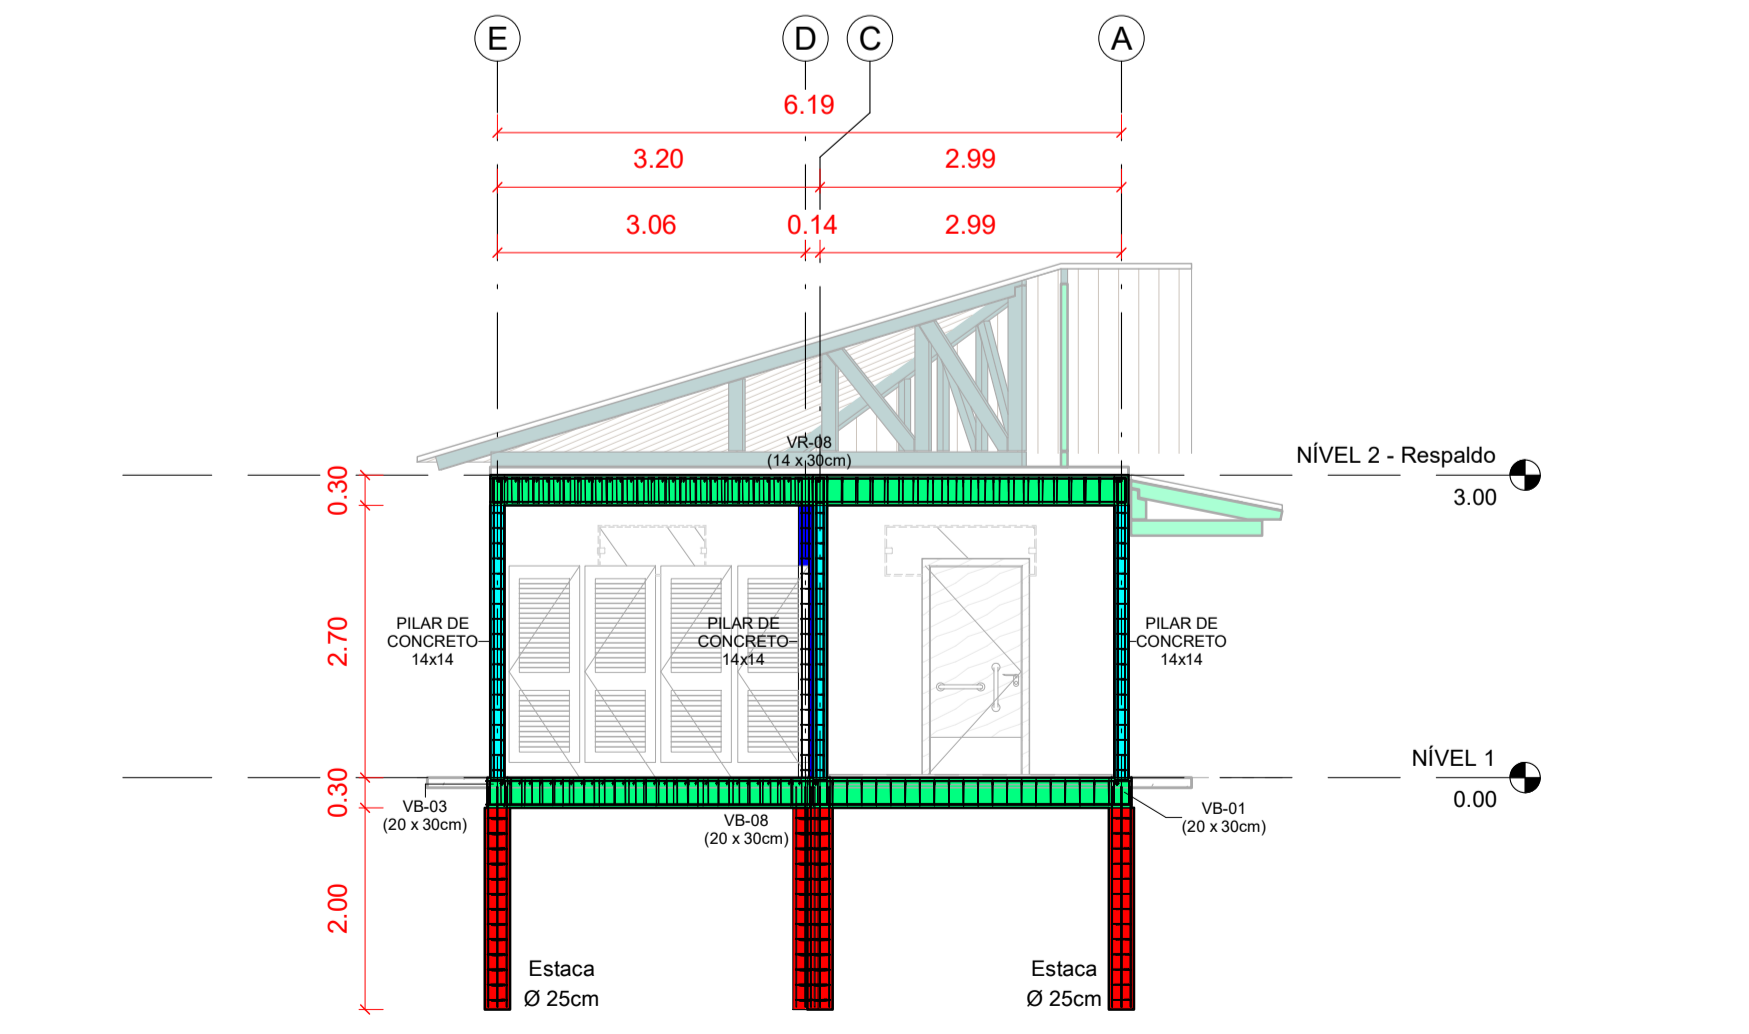 E D C A
6.19
3.20 2.99
3.06 0.14 2.99
VR-08
(14 x 30cm)
NÍVEL 2 - Respaldo
3.00
0.30
2.70
0.30
2.00
PILAR DE
CONCRETO
14x14
PILAR DE
CONCRETO
14x14
PILAR DE
CONCRETO
14x14
NÍVEL 1
0.00
VB-03
(20 x 30cm)
VB-08
(20 x 30cm)
VB-01
(20 x 30cm)
Estaca
Ø 25cm
Estaca
Ø 25cm